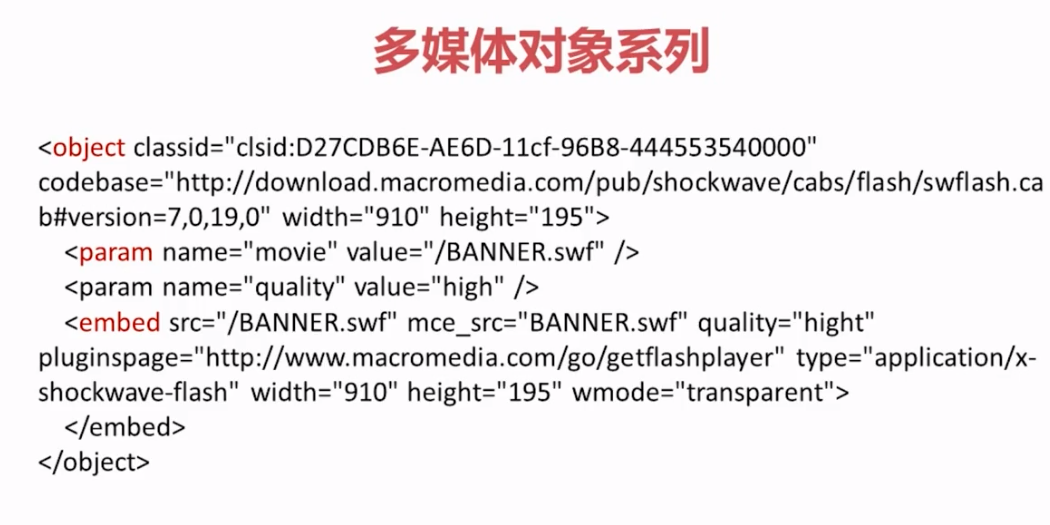 多媒体对象系列
<object classid="clsid:D27CDB6E-AE6D-11cf-96B8-444553540000"
codebase="http://download.macromedia.com/pub/shockwave/cabs/flash/swflash.ca
b#version=7,0,19,0" width="910" height="195">
<param name="movie" value="/BANNER.swf" />
<param name="quality" value="high" />
<embed src="/BANNER.swf" mce_src="BANNER.swf" quality="hight"
pluginspage="http://www.macromedia.com/go/getflashplayer" type="application/x-
shockwave-flash" width="910" height="195" wmode="transparent">
</embed>
</object>